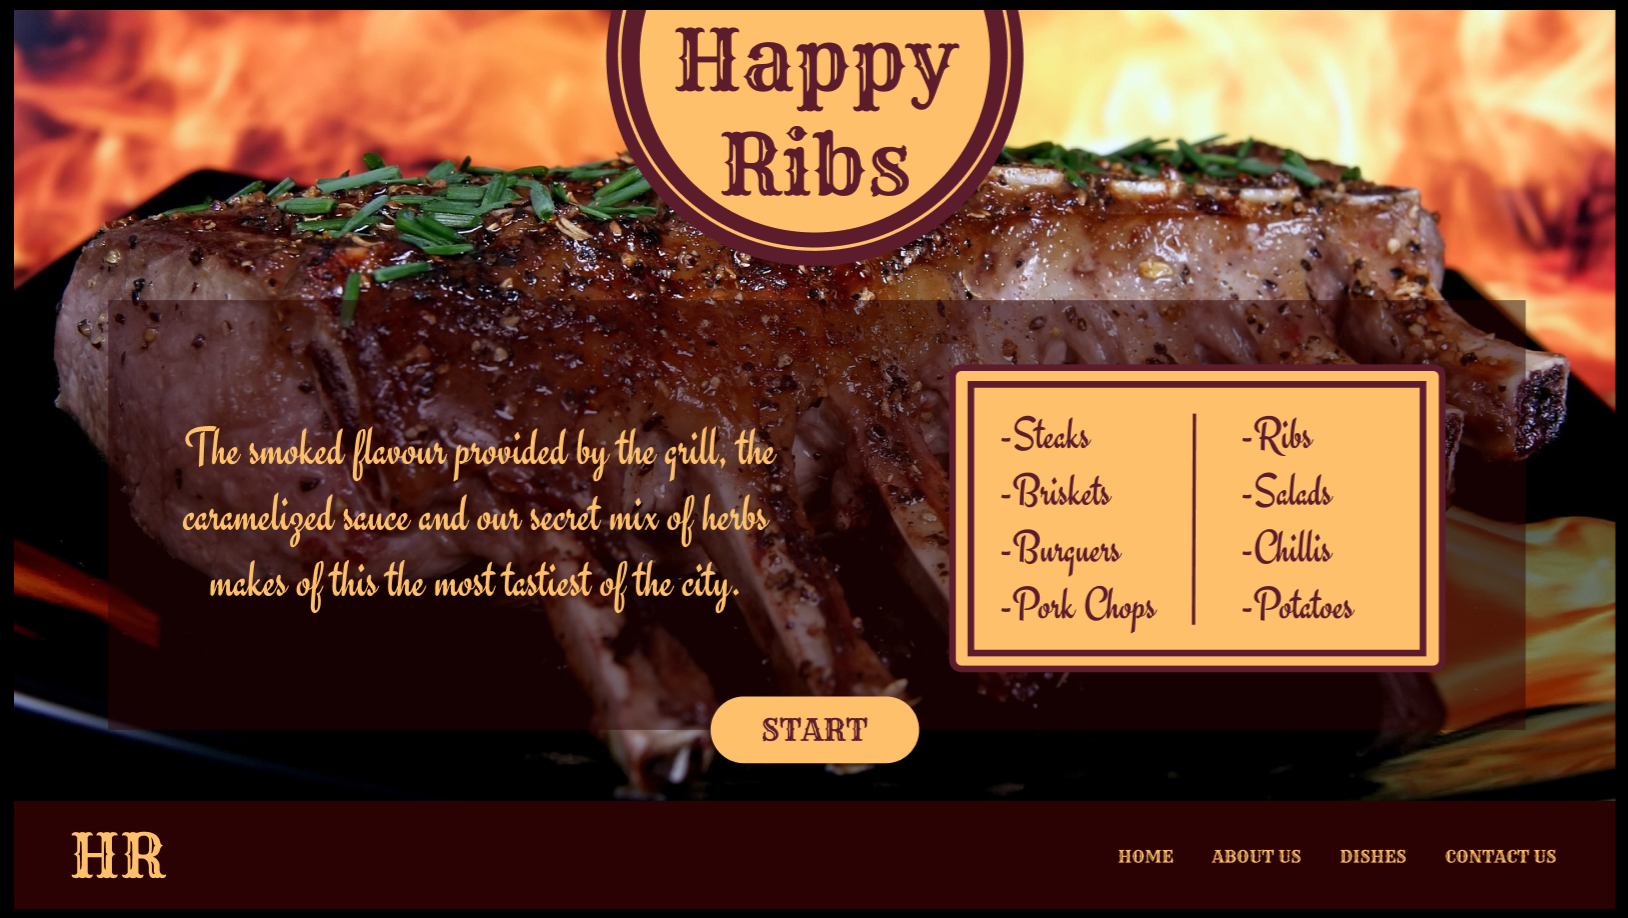 Happy
Ribs
The smoked flavour provided by the grill, the
caramelized sauce and our secret mix of herbs
makes of this the most tastiest of the city.
-Steaks
-Briskets
-Burguers
-Pork Chops
-Ribs
-Salads
-Chillis
-Potatoes
START
HR
HOME ABOUT US DISHES CONTACT US